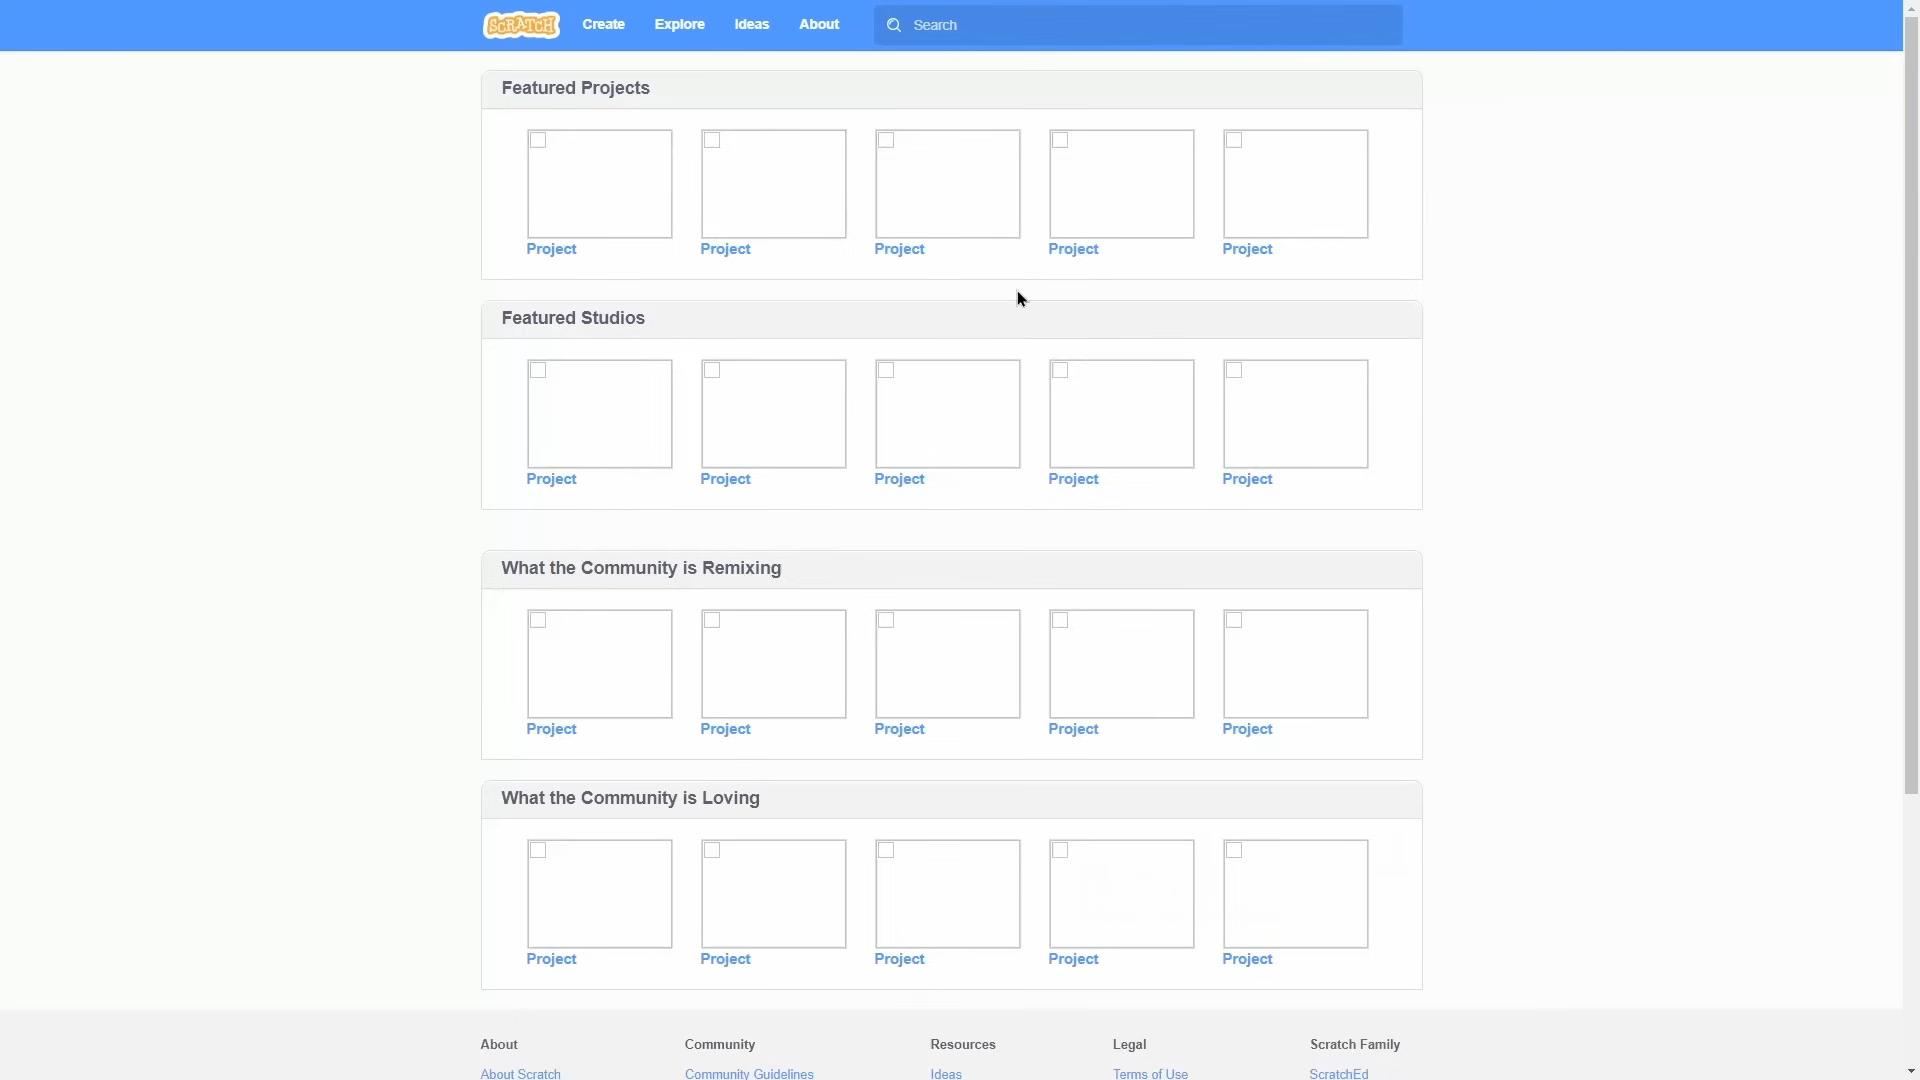 SCRATCH Create Explore Ideas About Search
Featured Projects
Project Project Project Project Project
Featured Studios
Project Project Project Project Project
What the Community is Remixing
Project Project Project Project Project
What the Community is Loving
Project Project Project Project Project
About Community Resources Legal Scratch Family
About Scratch Community Guidelines Ideas Terms of Use ScratchEd